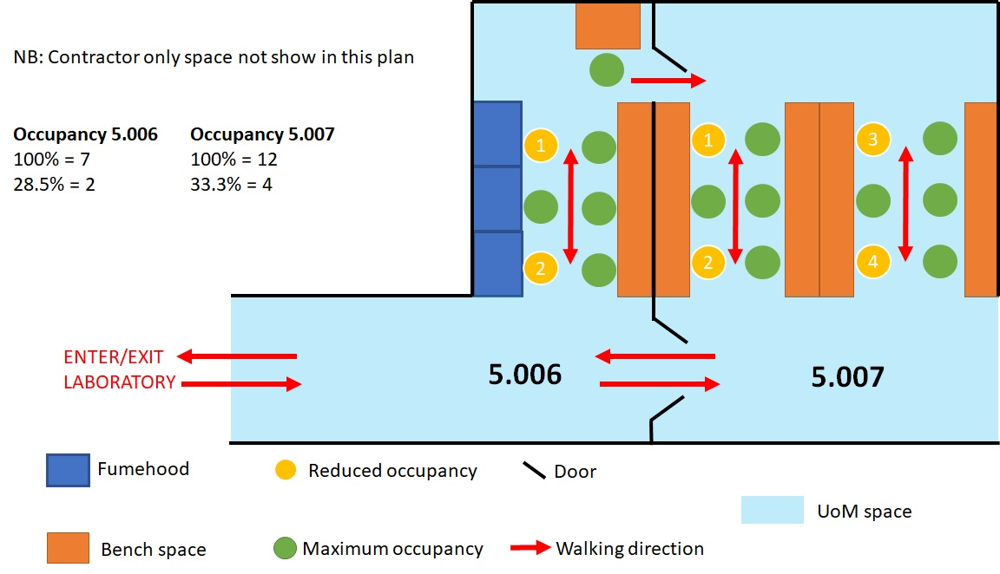 NB: Contractor only space not show in this plan
Occupancy 5.006
100% = 7
28.5% = 2
Occupancy 5.007
100% = 12
33.3% = 4
1
2
1
2
3
4
ENTER/EXIT
LABORATORY
5.006
5.007
Fumehood
Reduced occupancy
Door
UoM space
Bench space
Maximum occupancy
Walking direction